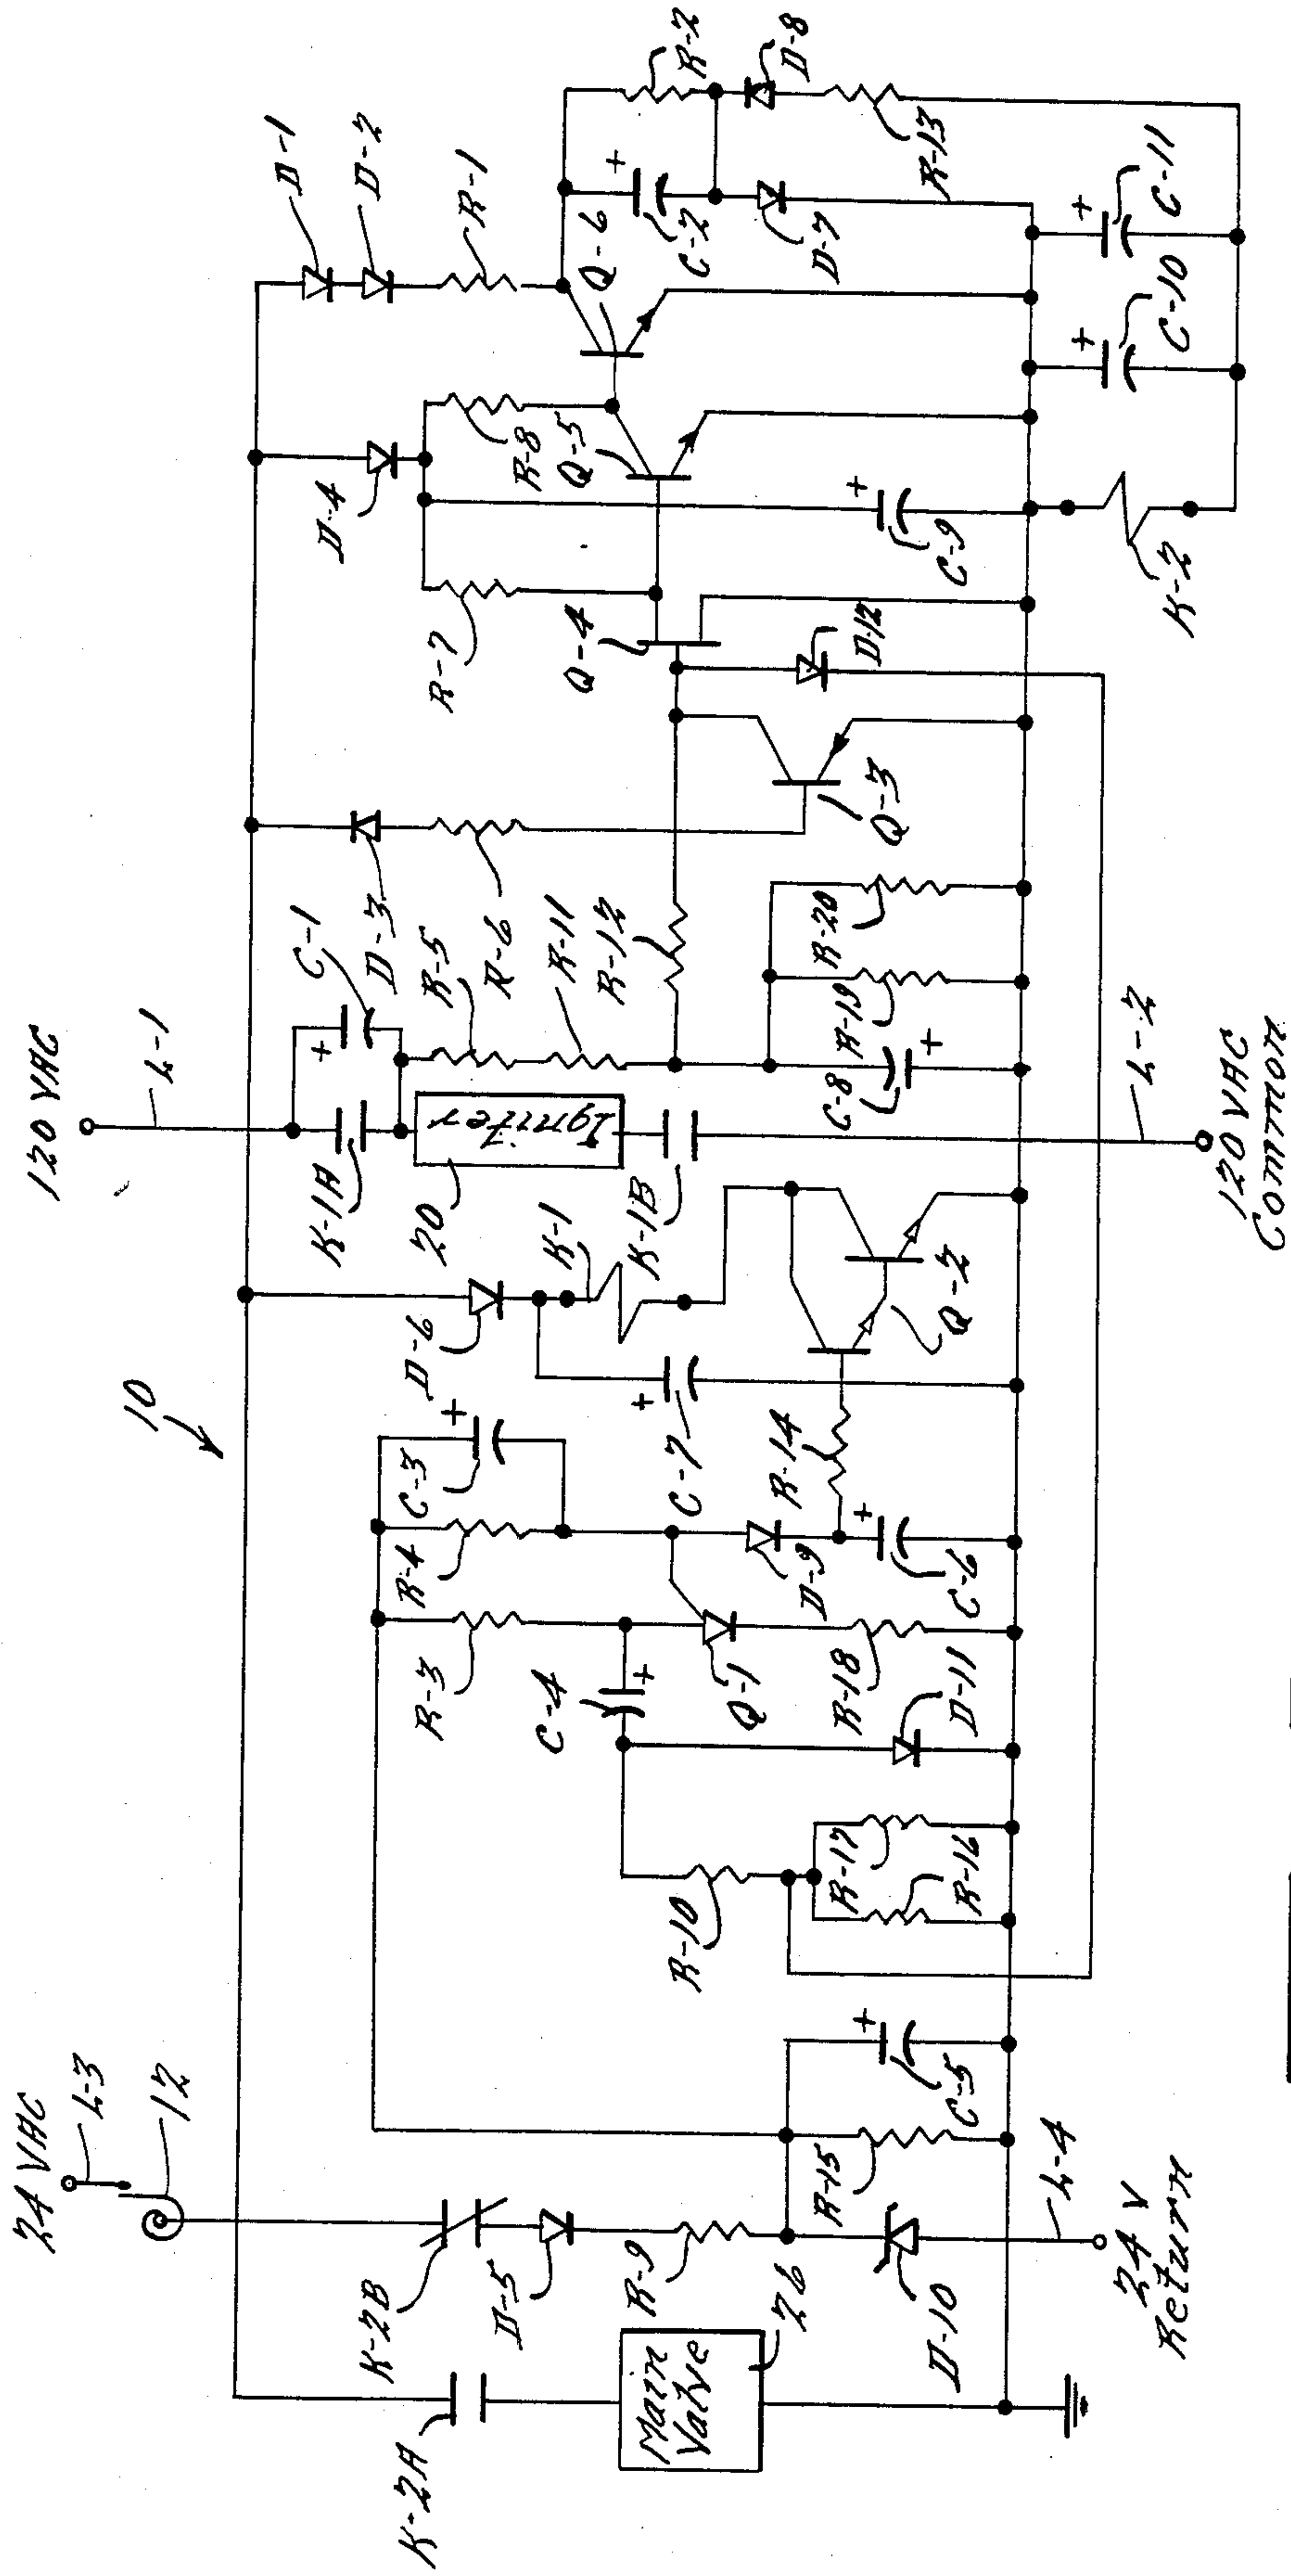 24 VAC
L-3
12
10
120 VAC
L-1
K-1A
C-1
D-3
R-5
R-6
R-11
R-12
20
Igniter
K-1B
K-1
D-6
D-4
D-1
D-2
R-1
R-7
R-8
Q-4
Q-5
Q-6
C-2
R-2
D-8
D-7
R-13
C-9
D-12
Q-3
R-20
R-19
C-8
K-2
C-10
C-11
C-3
R-4
R-3
C-4
Q-1
C-7
R-14
D-9
C-6
Q-2
R-18
D-11
R-10
R-17
R-16
C-5
R-15
K-2B
K-2A
D-5
R-9
26
Main
Valve
D-10
L-4
24 V
Return
L-2
120 VAC
Common
+
+
+
+
+
+
+
+
+
+
+